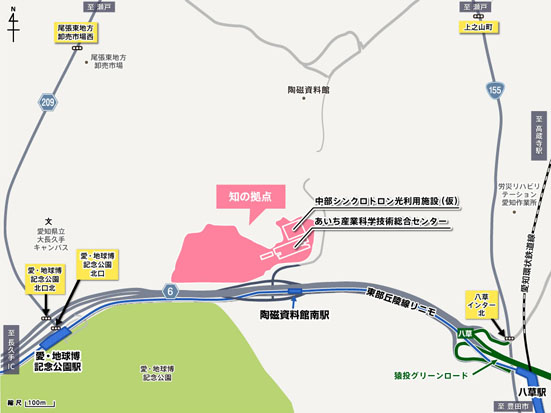 至 瀬戸
至 瀬戸
N
尾張東地方
卸売市場西
尾張東地方
卸売市場
上之山町
209
155
陶磁資料館
至 高蔵寺駅
知の拠点
中部シンクロトロン光利用施設(仮)
あいち産業科学技術総合センター
労災リハビリ
テーション
愛知作業所
文
愛知県立
大長久手
キャンパス
愛知環状鉄道線
愛・地球博
記念公園
北口北
愛・地球博
記念公園
北口
6
陶磁資料館南駅
東部丘陵線リニモ
八草
インター
北
八草
至 長久手IC
愛・地球博
記念公園駅
愛・地球博
記念公園
猿投グリーンロード
八草駅
縮 尺 100m
至 豊田市